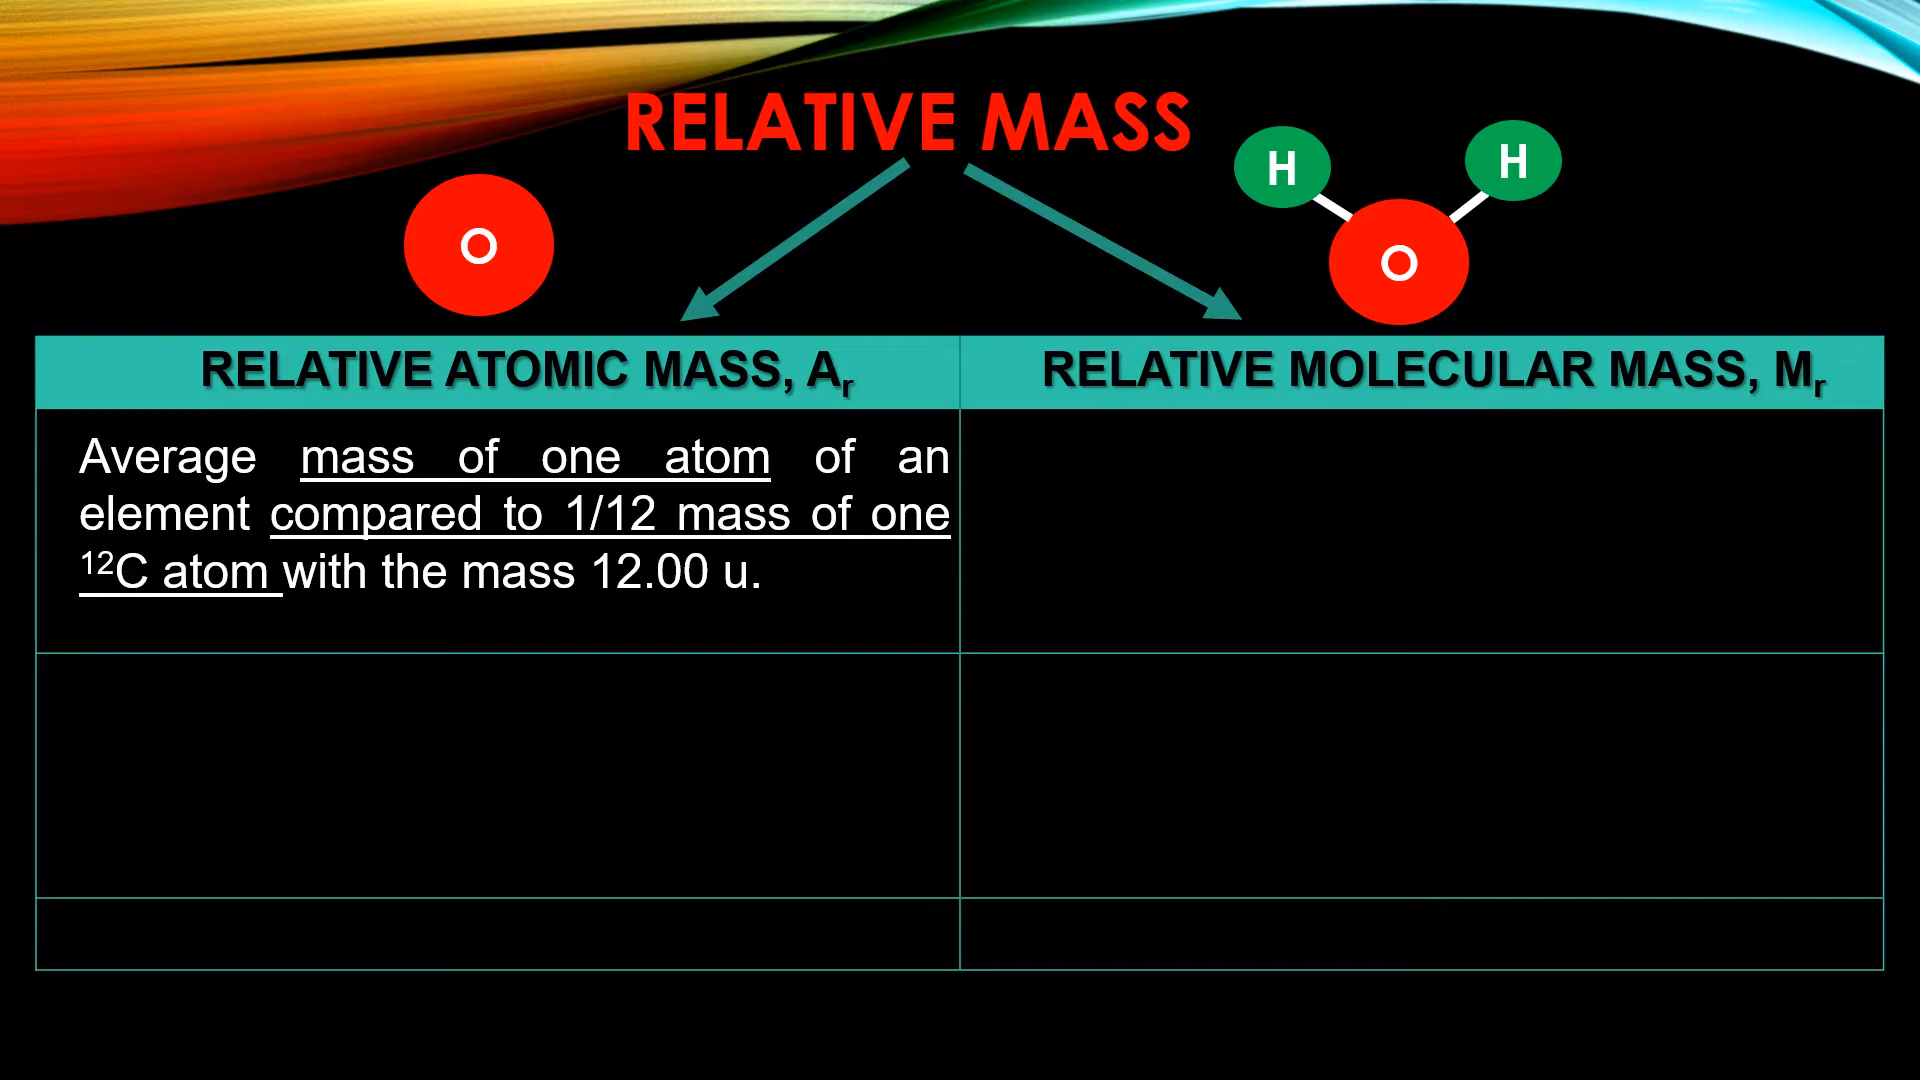 RELATIVE MASS
H
H
O
O
RELATIVE ATOMIC MASS, Aᵣ
RELATIVE MOLECULAR MASS, Mᵣ
Average mass of one atom of an
element compared to 1/12 mass of one
¹²C atom with the mass 12.00 u.